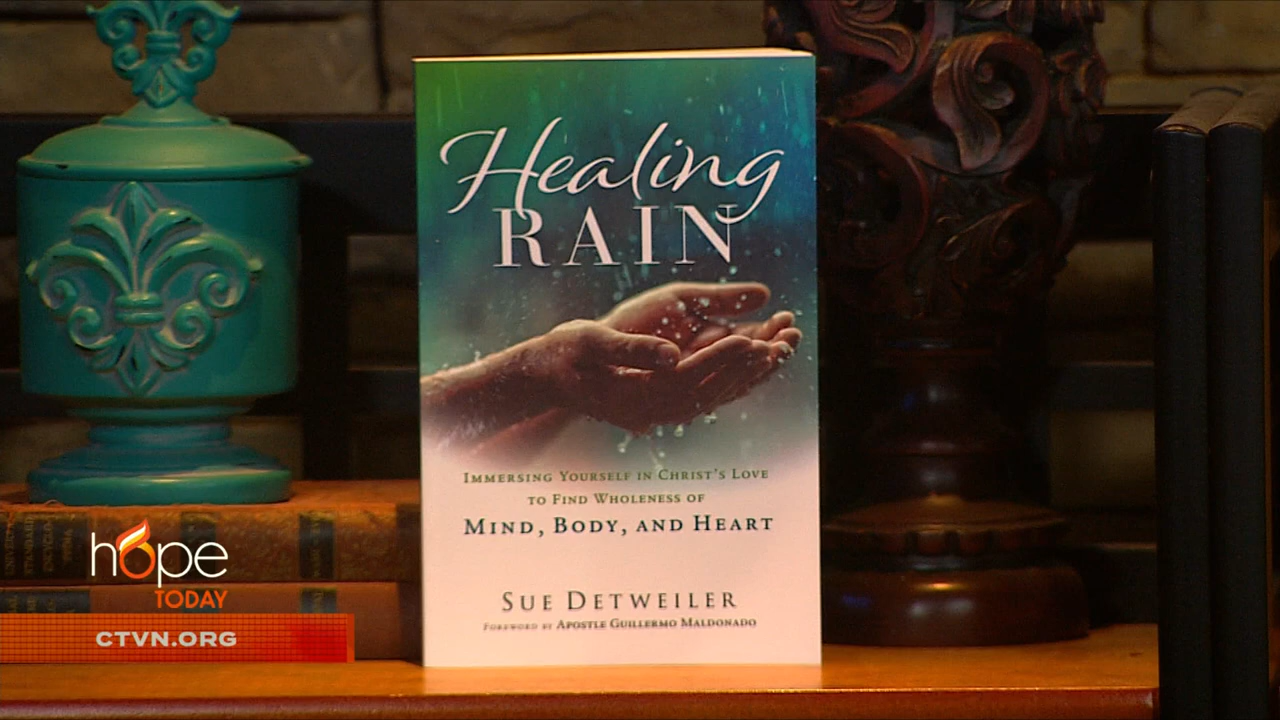 Healing
RAIN
IMMERSING YOURSELF IN CHRIST'S LOVE
TO FIND WHOLENESS OF
MIND, BODY, AND HEART
SUE DETWEILER
FOREWORD BY APOSTLE GUILLERMO MALDONADO
hope
TODAY
CTVN.ORG